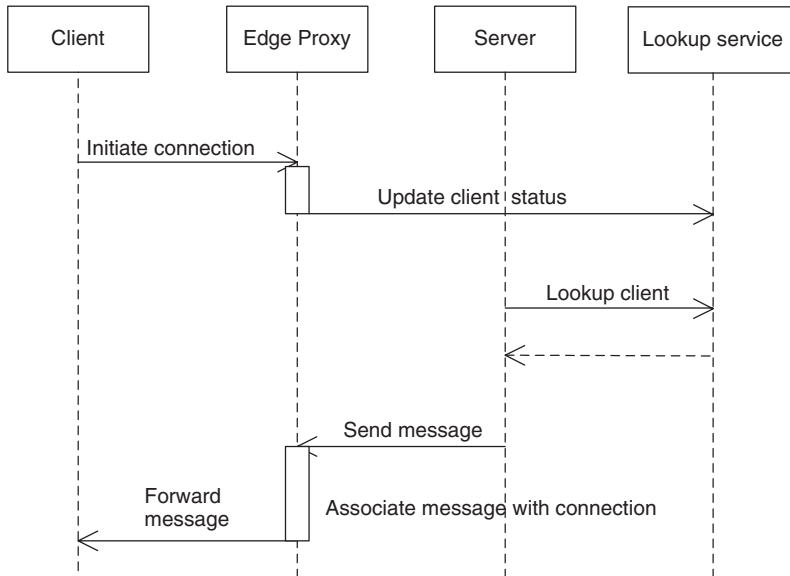 Client
Edge Proxy
Server
Lookup service
Initiate connection
Update client status
Lookup client
Send message
Forward
message
Associate message with connection